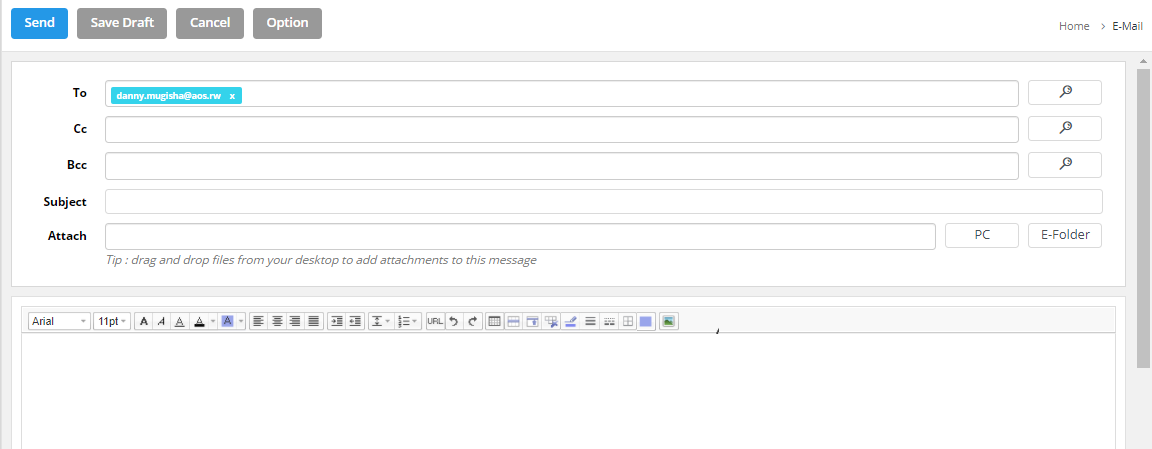 Send Save Draft Cancel Option
Home > E-Mail
To danny.mugisha@aos.rw x
Cc
Bcc
Subject
Attach PC E-Folder
Tip : drag and drop files from your desktop to add attachments to this message
Arial 11pt A A A A A URL